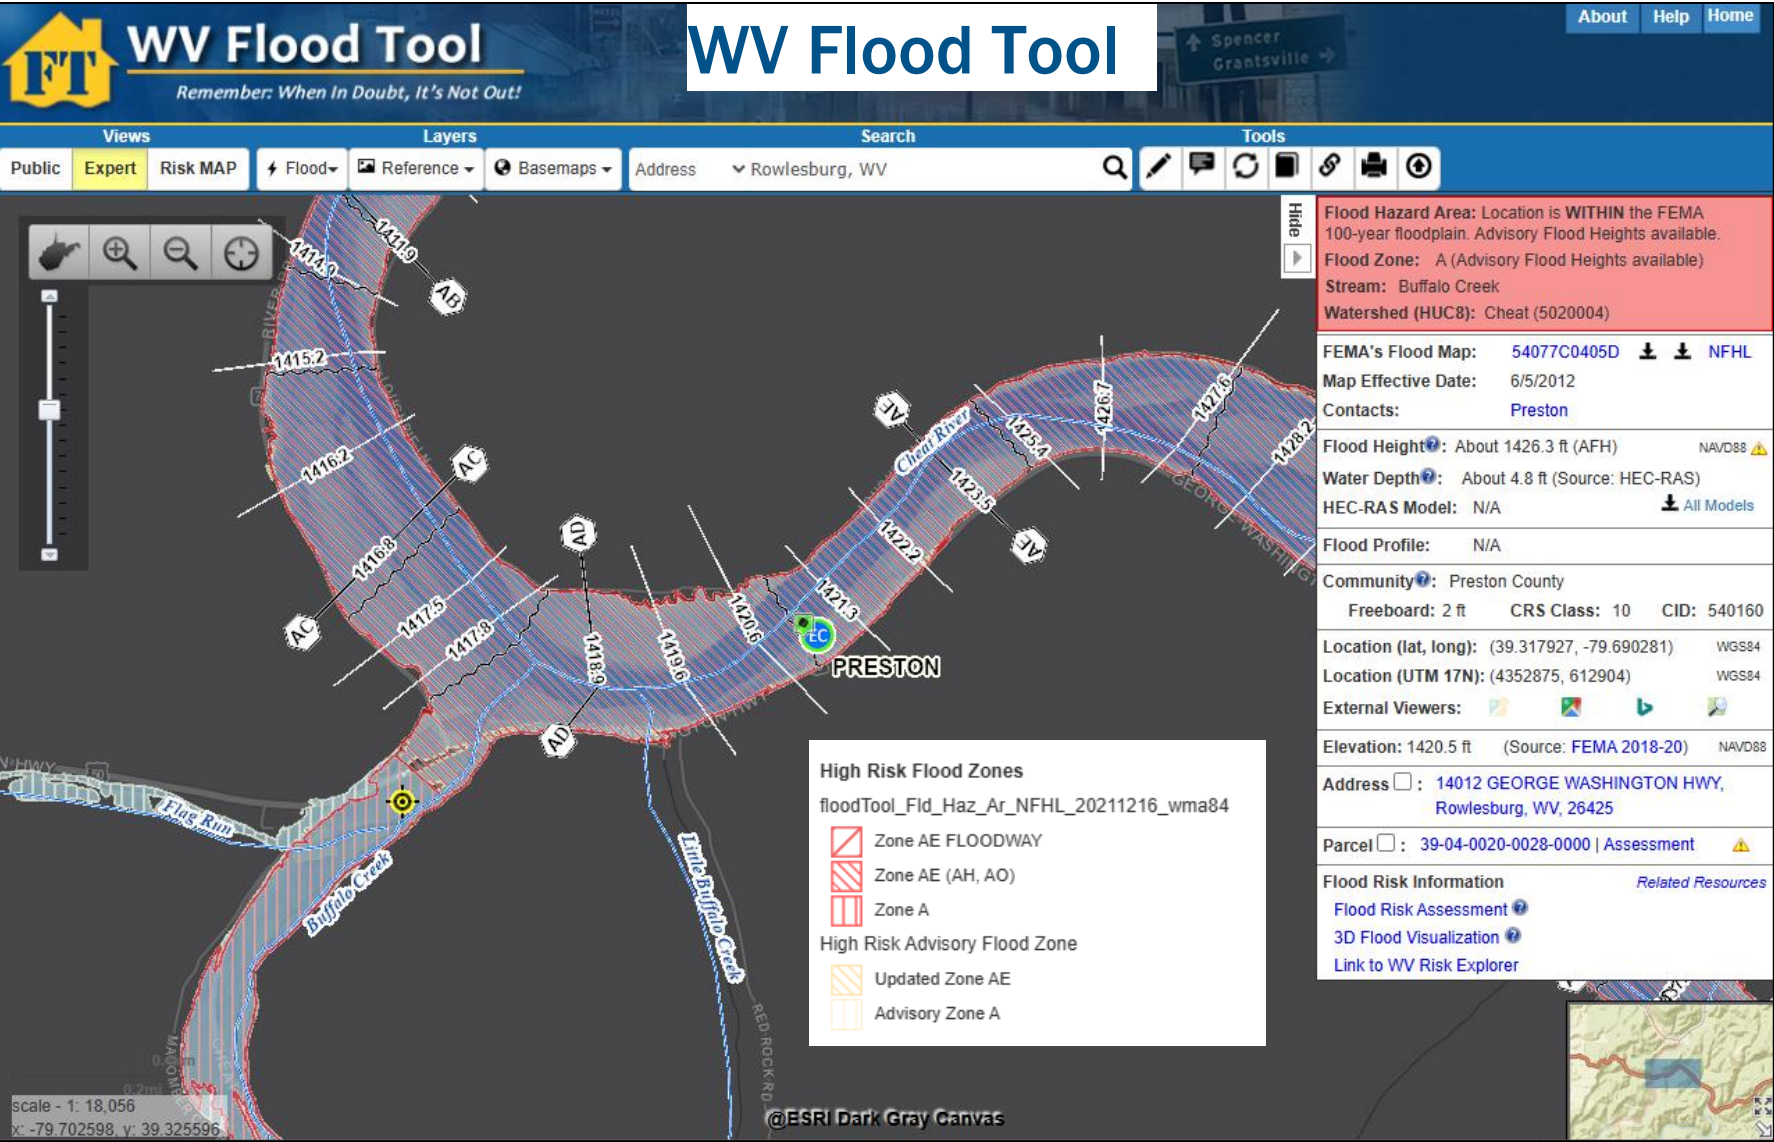 FT
WV Flood Tool
Remember: When In Doubt, It's Not Out!
WV Flood Tool
Spencer
Grantsville
About
Help
Home
Views
Layers
Search
Tools
Public
Expert
Risk MAP
Flood
Reference
Basemaps
Address
Rowlesburg, WV
Hide
Flood Hazard Area: Location is WITHIN the FEMA
100-year floodplain. Advisory Flood Heights available.
Flood Zone: A (Advisory Flood Heights available)
Stream: Buffalo Creek
Watershed (HUC8): Cheat (5020004)
FEMA's Flood Map: 54077C0405D NFHL
Map Effective Date: 6/5/2012
Contacts: Preston
Flood Height: About 1426.3 ft (AFH) NAVD88
Water Depth: About 4.8 ft (Source: HEC-RAS)
HEC-RAS Model: N/A All Models
Flood Profile: N/A
Community: Preston County
Freeboard: 2 ft CRS Class: 10 CID: 540160
Location (lat, long): (39.317927, -79.690281) WGS84
Location (UTM 17N): (4352875, 612904) WGS84
External Viewers:
Elevation: 1420.5 ft (Source: FEMA 2018-20) NAVD88
Address : 14012 GEORGE WASHINGTON HWY,
Rowlesburg, WV, 26425
Parcel : 39-04-0020-0028-0000 | Assessment
Flood Risk Information Related Resources
Flood Risk Assessment
3D Flood Visualization
Link to WV Risk Explorer
1411.9
1414.0
AB
RIVER
1415.2
1416.2
AC
1416.8
AC
1417.5
1417.8
AD
1418.9
AD
1419.6
1420.6
1421.3
EC
PRESTON
1422.2
AE
1423.5
AE
Cheat River
1425.4
1426.7
1427.6
1428.2
GEORGE WASHINGT
N HWY
50
Flag Run
Buffalo Creek
Little Buffalo Creek
RED ROCK RD
High Risk Flood Zones
floodTool_Fld_Haz_Ar_NFHL_20211216_wma84
Zone AE FLOODWAY
Zone AE (AH, AO)
Zone A
High Risk Advisory Flood Zone
Updated Zone AE
Advisory Zone A
0.2mi
scale - 1: 18,056
x: -79.702598, y: 39.325596
@ESRI Dark Gray Canvas